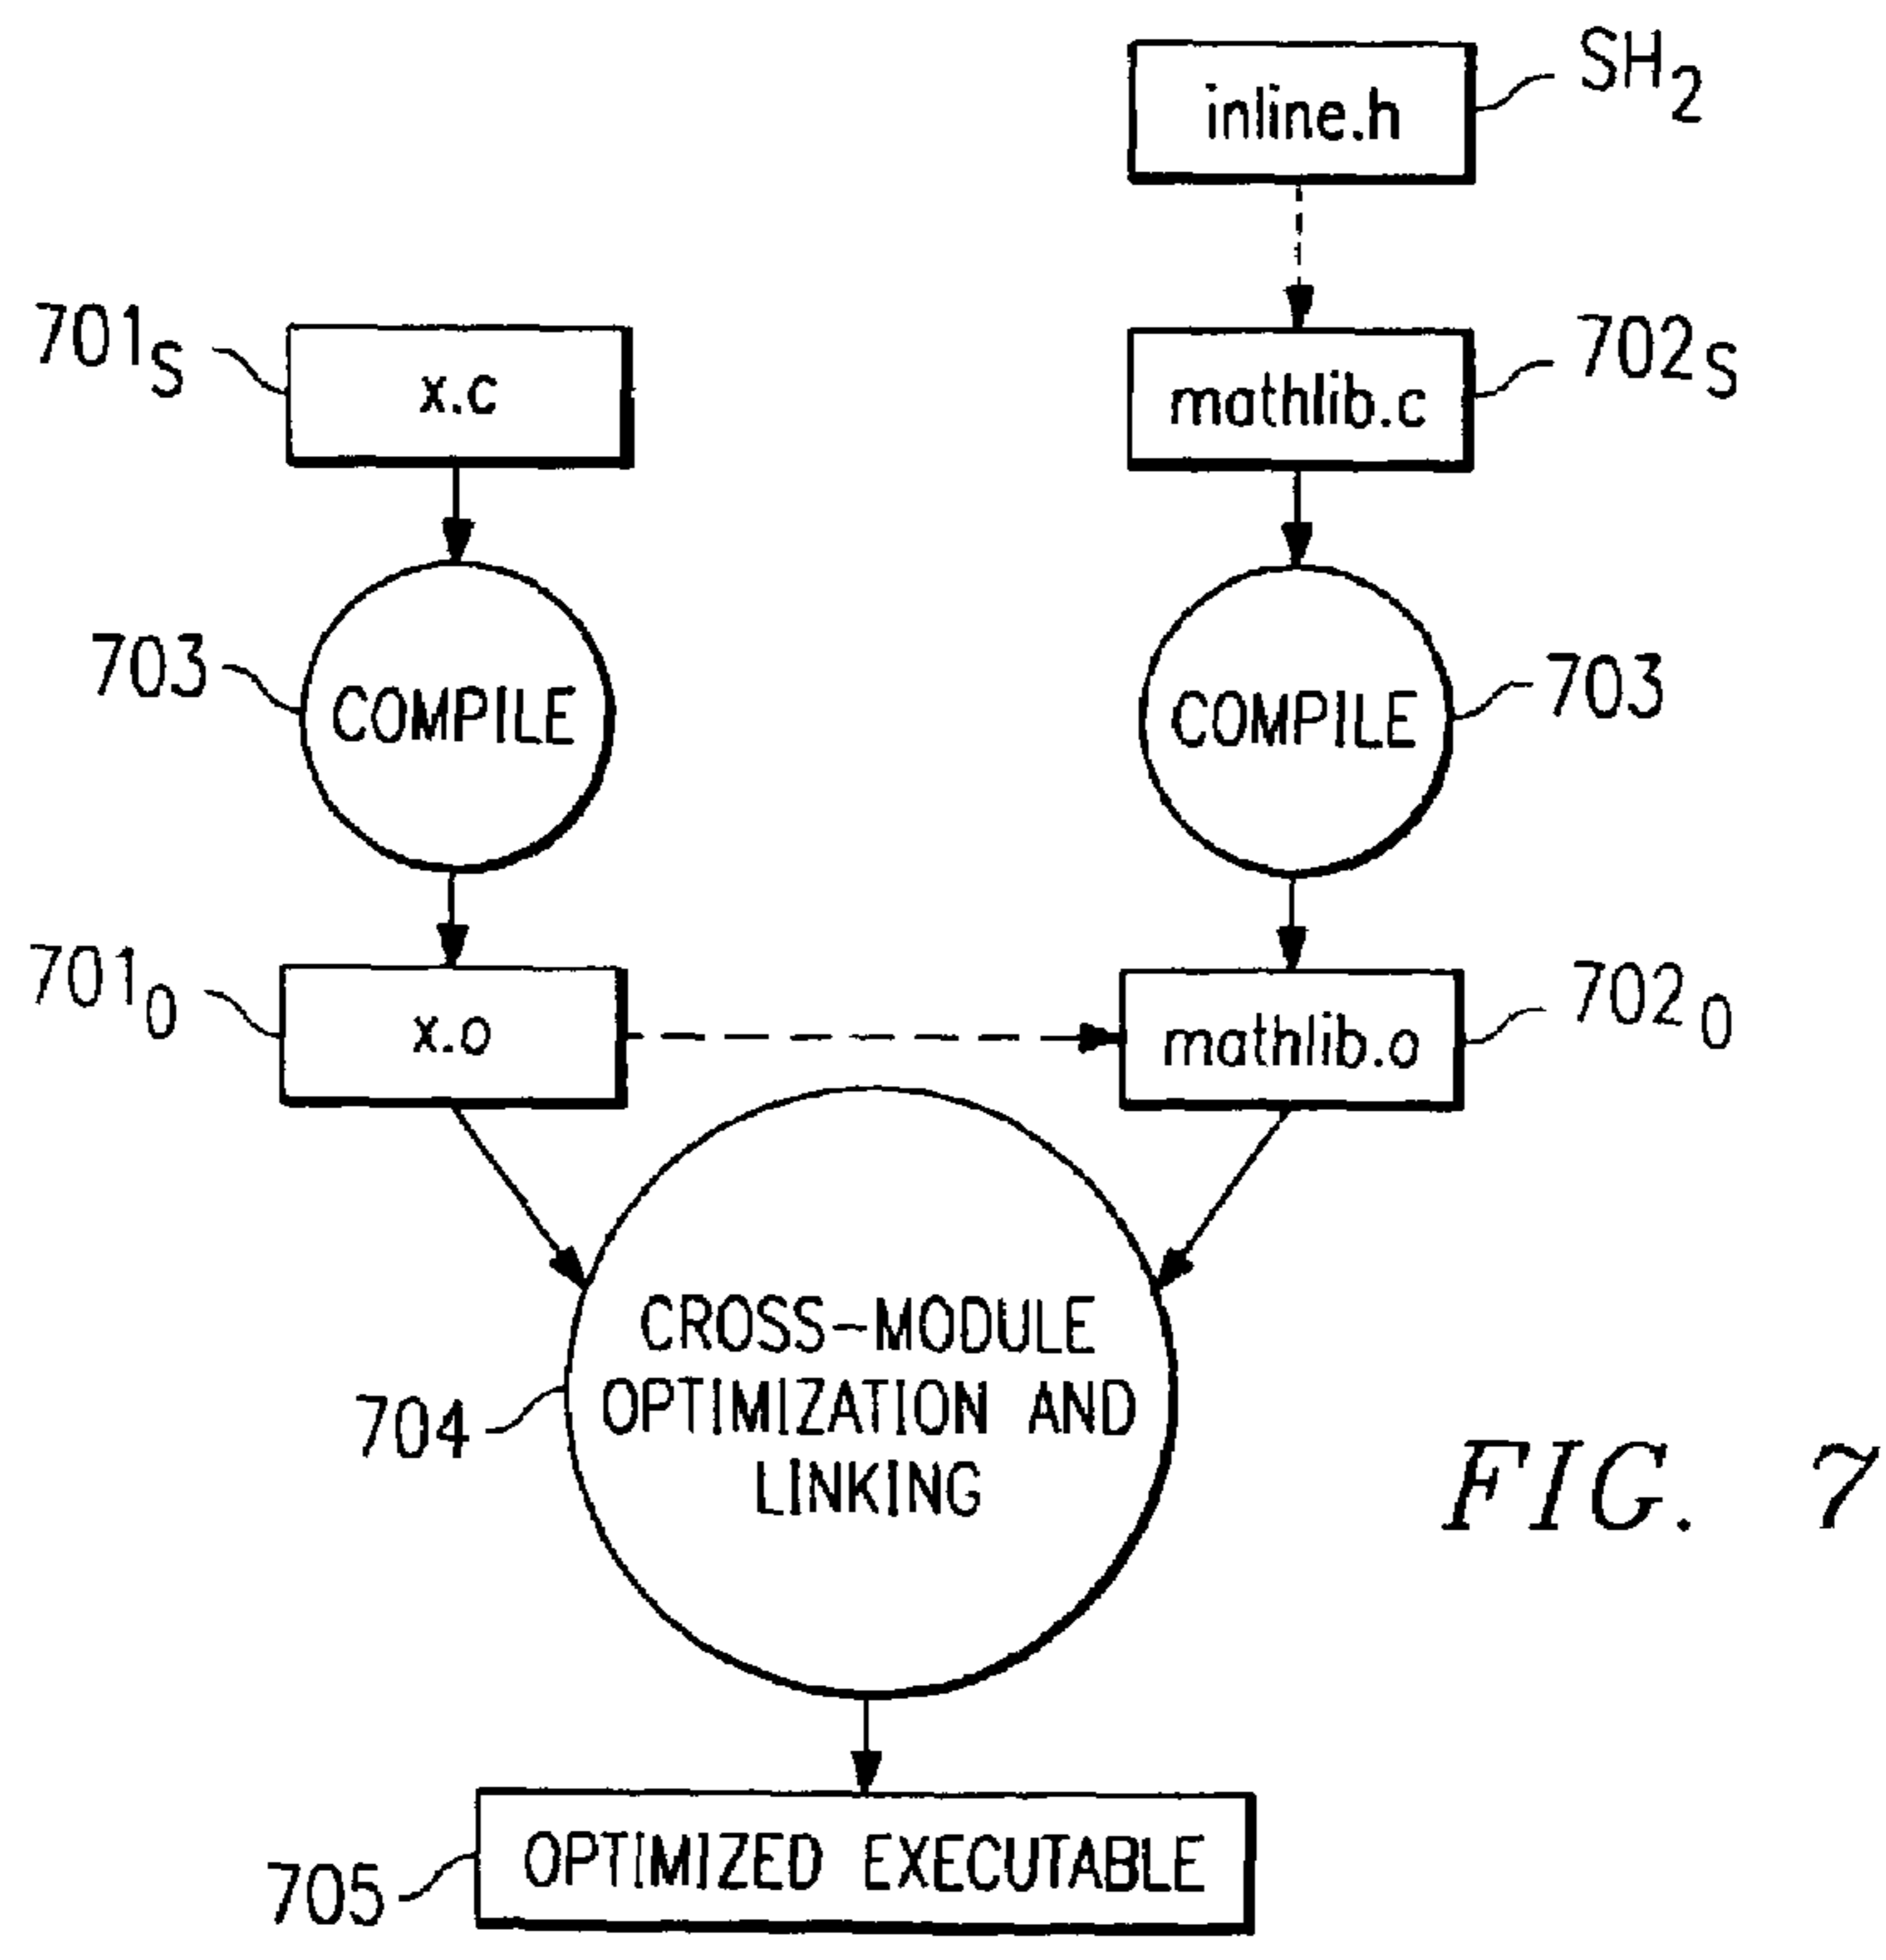 inline.h SH2
701S x.c mathlib.c 702S
703 COMPILE COMPILE 703
701O x.o mathlib.o 702O
CROSS-MODULE
704 OPTIMIZATION AND
LINKING
FIG. 7
705 OPTIMIZED EXECUTABLE